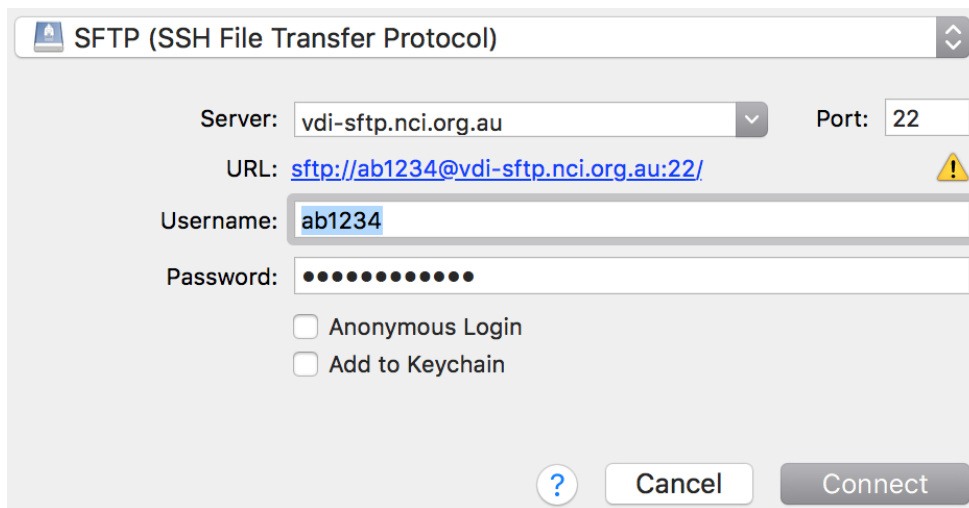 SFTP (SSH File Transfer Protocol)
Server: vdi-sftp.nci.org.au Port: 22
URL: sftp://ab1234@vdi-sftp.nci.org.au:22/
Username: ab1234
Password: ••••••••••••
Anonymous Login
Add to Keychain
? Cancel Connect